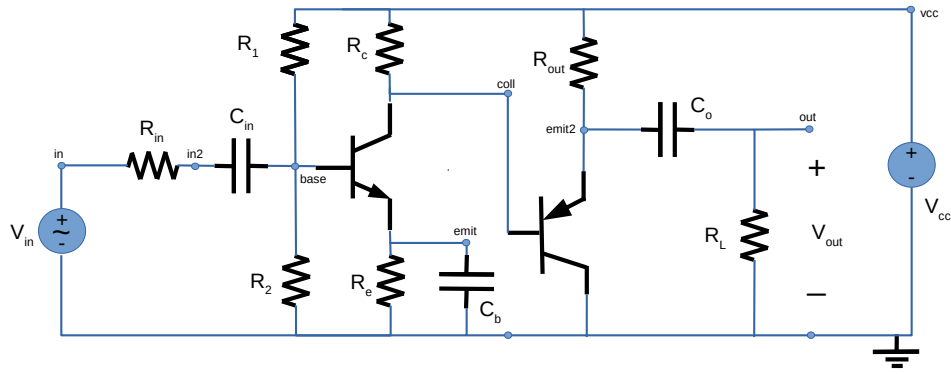 vcc
R1
Rc
Rout
coll
Cin
Co
out
Rin
emit2
in
in2
base
+
+
-
+
~
-
Vin
emit
RL
Vout
Vcc
R2
Re
Cb
–